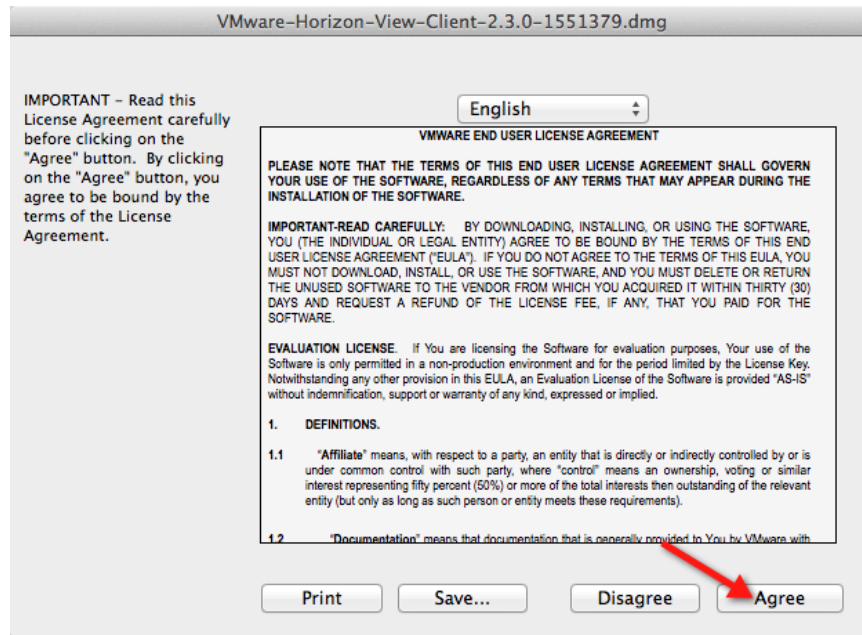 VMware-Horizon-View-Client-2.3.0-1551379.dmg
IMPORTANT – Read this
License Agreement carefully
before clicking on the
"Agree" button.  By clicking
on the "Agree" button, you
agree to be bound by the
terms of the License
Agreement.
English
VMWARE END USER LICENSE AGREEMENT
PLEASE NOTE THAT THE TERMS OF THIS END USER LICENSE AGREEMENT SHALL GOVERN
YOUR USE OF THE SOFTWARE, REGARDLESS OF ANY TERMS THAT MAY APPEAR DURING THE
INSTALLATION OF THE SOFTWARE.
IMPORTANT-READ CAREFULLY:   BY DOWNLOADING, INSTALLING, OR USING THE SOFTWARE,
YOU (THE INDIVIDUAL OR LEGAL ENTITY) AGREE TO BE BOUND BY THE TERMS OF THIS END
USER LICENSE AGREEMENT ("EULA").  IF YOU DO NOT AGREE TO THE TERMS OF THIS EULA, YOU
MUST NOT DOWNLOAD, INSTALL, OR USE THE SOFTWARE, AND YOU MUST DELETE OR RETURN
THE UNUSED SOFTWARE TO THE VENDOR FROM WHICH YOU ACQUIRED IT WITHIN THIRTY (30)
DAYS AND REQUEST A REFUND OF THE LICENSE FEE, IF ANY, THAT YOU PAID FOR THE
SOFTWARE.
EVALUATION LICENSE.  If You are licensing the Software for evaluation purposes, Your use of the
Software is only permitted in a non-production environment and for the period limited by the License Key.
Notwithstanding any other provision in this EULA, an Evaluation License of the Software is provided "AS-IS"
without indemnification, support or warranty of any kind, expressed or implied.
1. DEFINITIONS.
1.1 "Affiliate" means, with respect to a party, an entity that is directly or indirectly controlled by or is
under common control with such party, where "control" means an ownership, voting or similar
interest representing fifty percent (50%) or more of the total interests then outstanding of the relevant
entity (but only as long as such person or entity meets these requirements).
1.2 "Documentation" means that documentation that is generally provided to You by VMware with
Print
Save...
Disagree
Agree